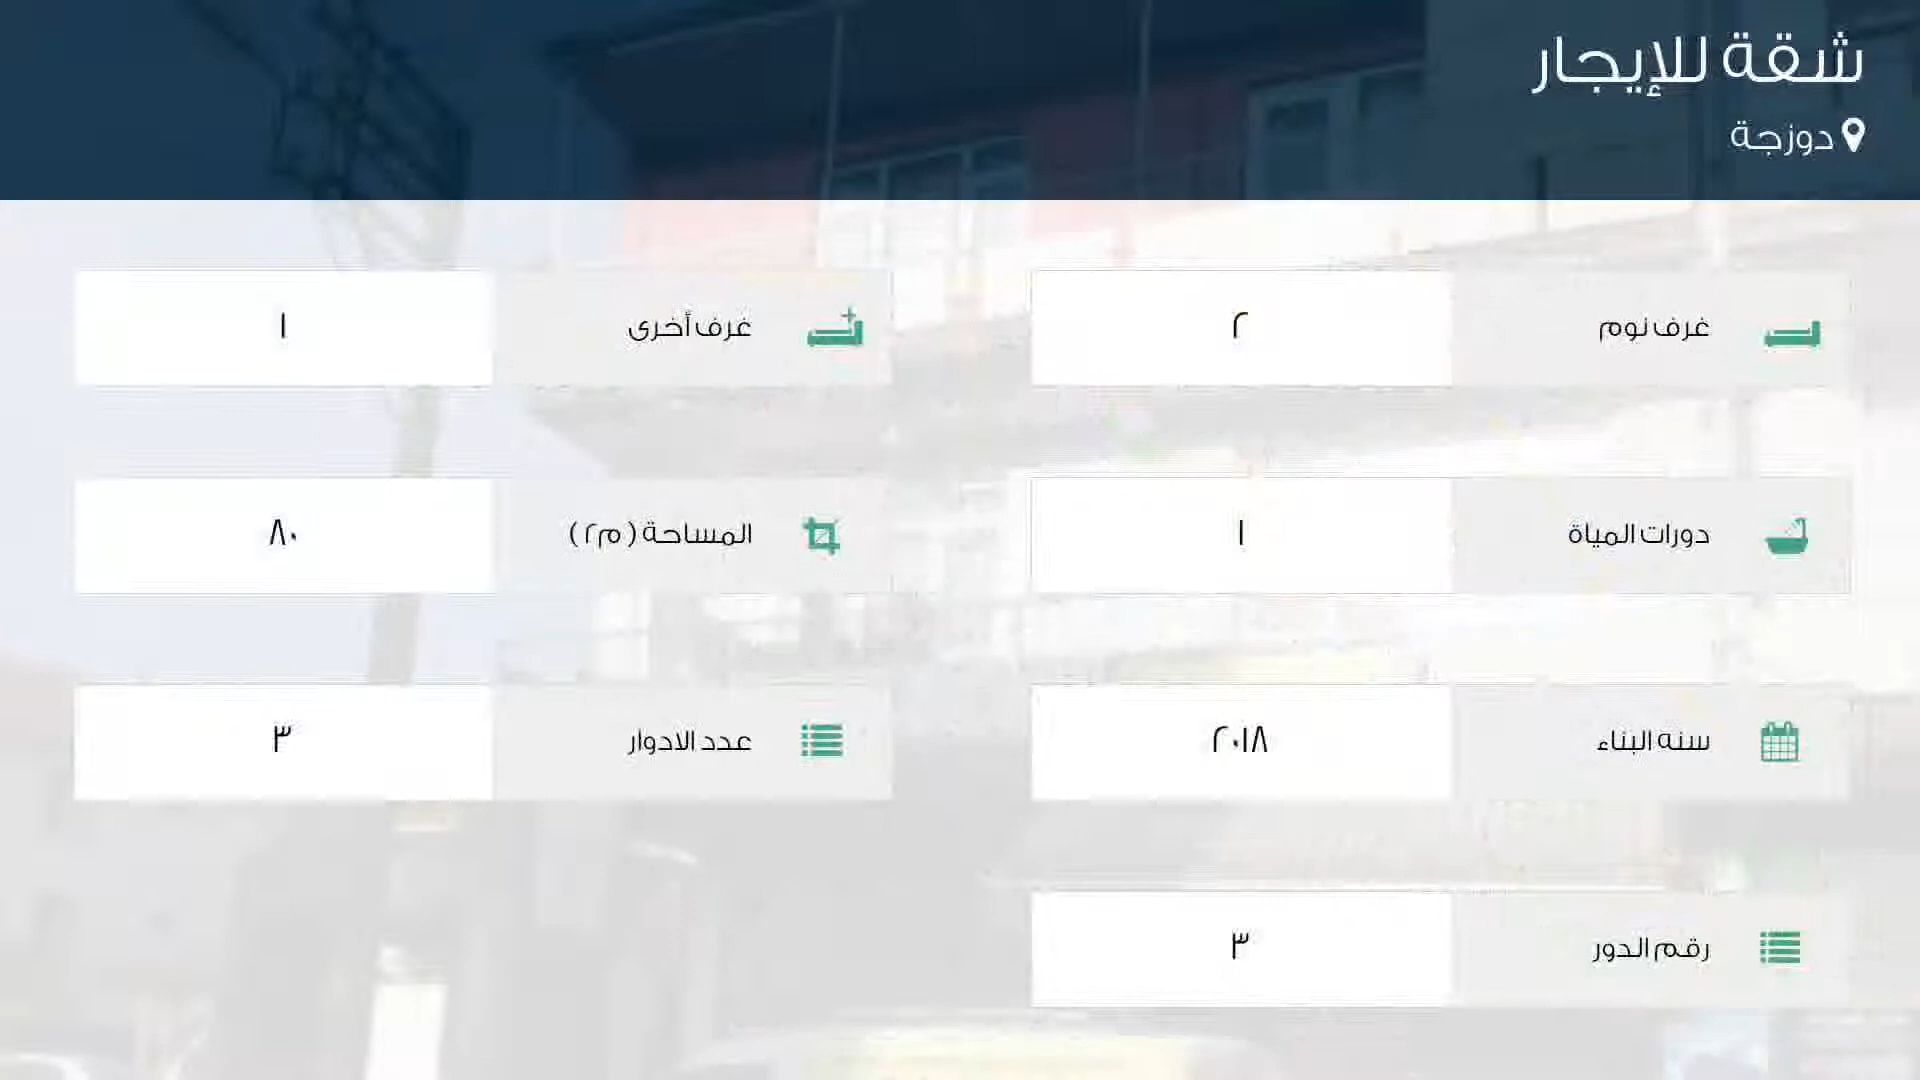 شقة للإيجار
دوزجة
غرف نوم
٢
غرف أخرى
١
دورات المياة
١
المساحة ( م٢ )
٨٠
سنه البناء
٢٠١٨
عدد الادوار
٣
رقم الدور
٣